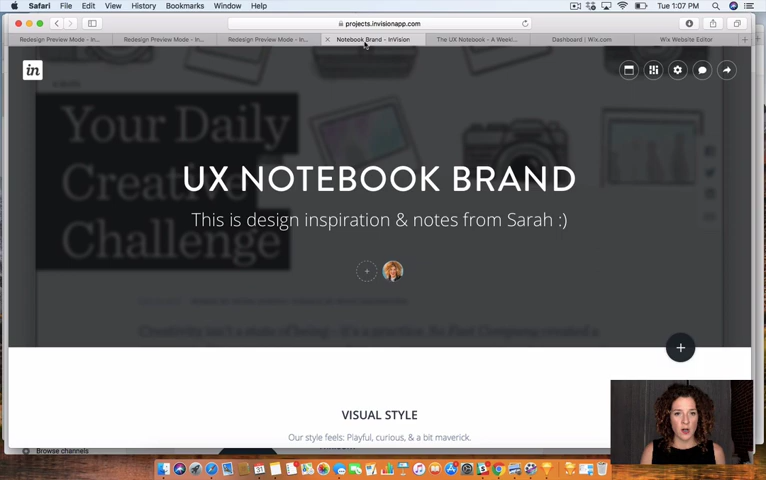 Safari File Edit View History Bookmarks Window Help
Tue 1:07 PM
projects.invisionapp.com
Redesign Preview Mode - In...
Redesign Preview Mode - In...
Redesign Preview Mode - In...
Notebook Brand - InVision
The UX Notebook - A Weekl...
Dashboard | Wix.com
Wix Website Editor
in
Your Daily
Creative
Challenge
UX NOTEBOOK BRAND
This is design inspiration & notes from Sarah :)
VISUAL STYLE
Our style feels: Playful, curious, & a bit maverick.
Browse channels